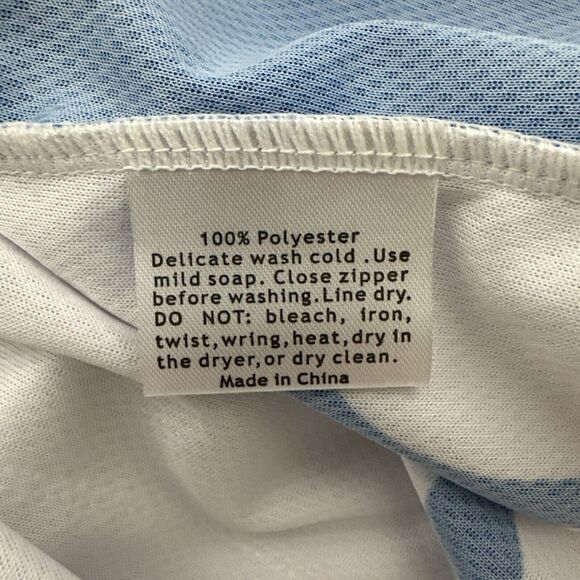 100% Polyester
Delicate wash cold .Use
mild soap. Close zipper
before washing.Line dry.
DO NOT: bleach, iron,
twist,wring,heat,dry in
the dryer,or dry clean.
Made in China